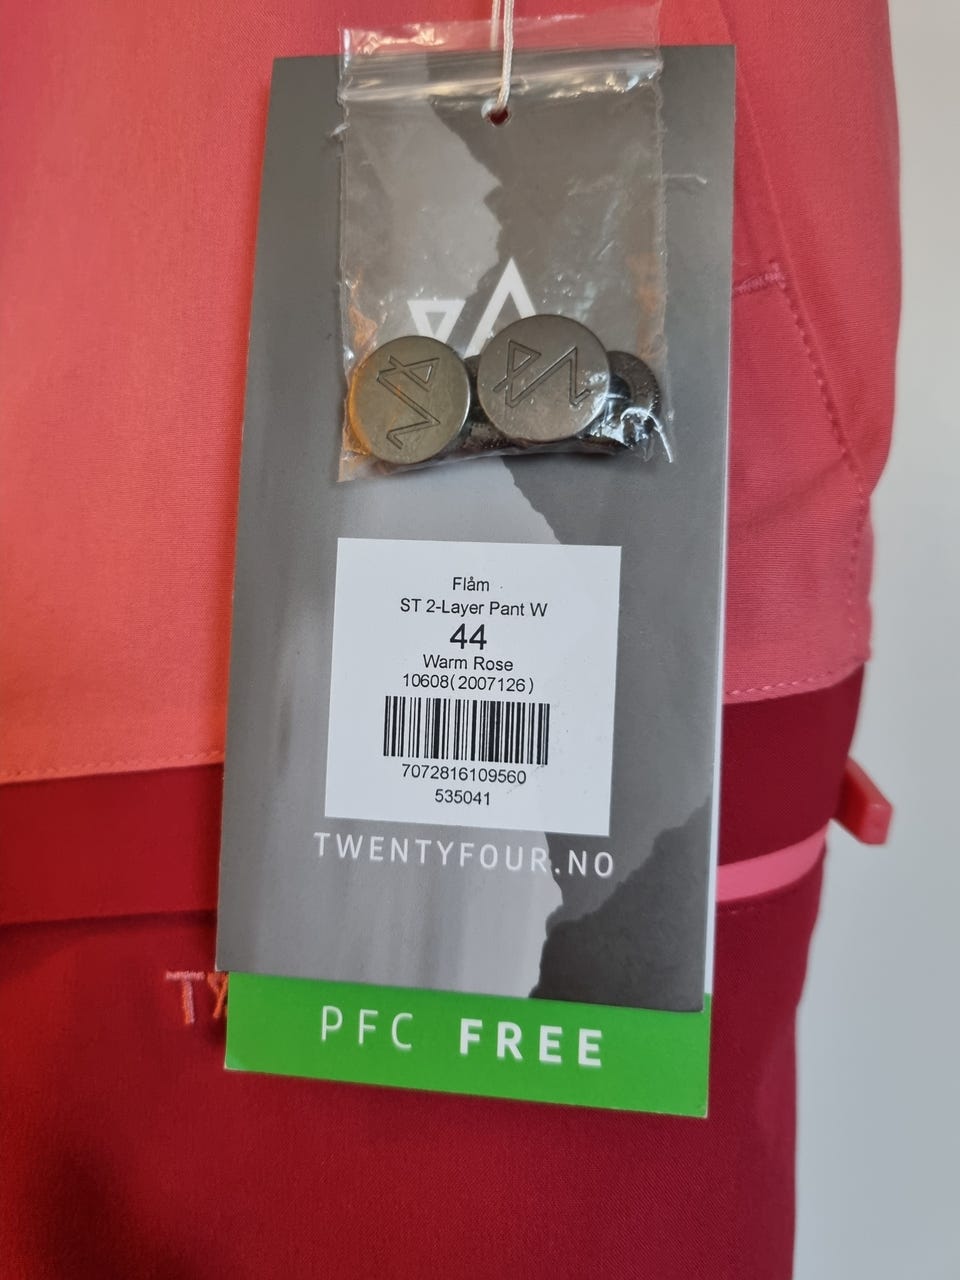 Flåm
ST 2-Layer Pant W
44
Warm Rose
10608(2007126)
7072816109560
535041
TWENTYFOUR.NO
PFC FREE